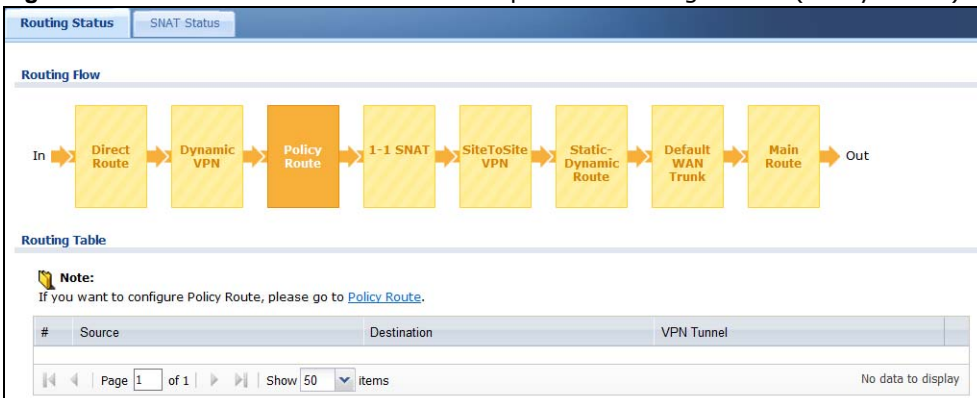 Routing Status SNAT Status
Routing Flow
In Direct Route Dynamic VPN Policy Route 1-1 SNAT SiteToSite VPN Static-Dynamic Route Default WAN Trunk Main Route Out
Routing Table
Note:
If you want to configure Policy Route, please go to Policy Route.
# Source Destination VPN Tunnel
Page 1 of 1 Show 50 items No data to display